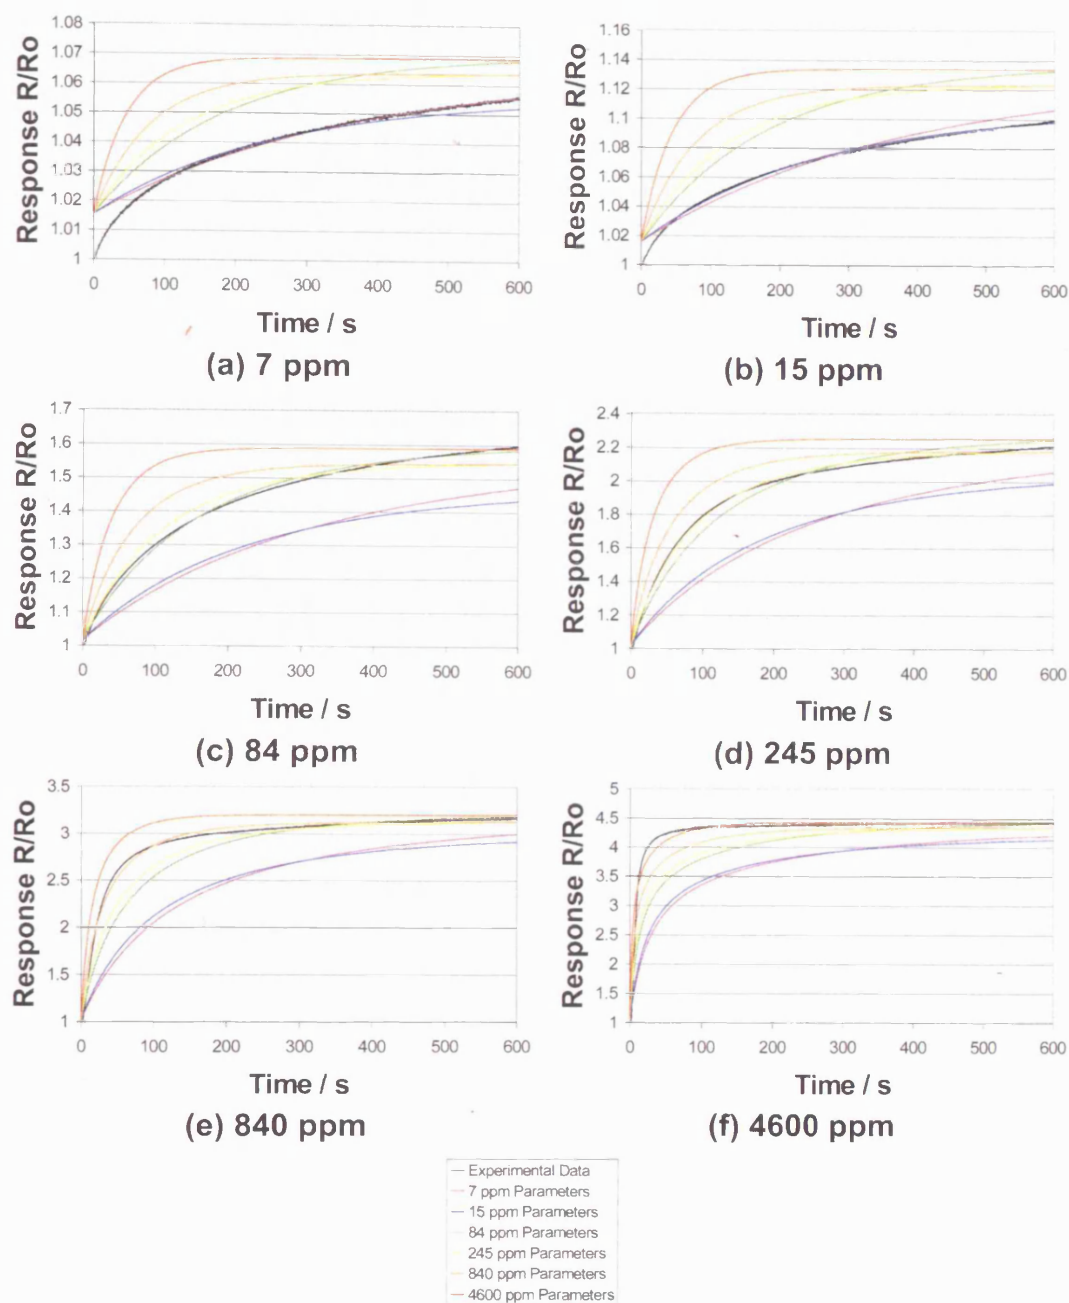 Response R/Ro
1.08
1.07
1.06
1.05
1.04
1.03
1.02
1.01
1
0 100 200 300 400 500 600
Time / s
(a) 7 ppm
Response R/Ro
1.16
1.14
1.12
1.1
1.08
1.06
1.04
1.02
1
0 100 200 300 400 500 600
Time / s
(b) 15 ppm
Response R/Ro
1.7
1.6
1.5
1.4
1.3
1.2
1.1
1
0 100 200 300 400 500 600
Time / s
(c) 84 ppm
Response R/Ro
2.4
2.2
2
1.8
1.6
1.4
1.2
1
0 100 200 300 400 500 600
Time / s
(d) 245 ppm
Response R/Ro
3.5
3
2.5
2
1.5
1
0 100 200 300 400 500 600
Time / s
(e) 840 ppm
Response R/Ro
5
4.5
4
3.5
3
2.5
2
1.5
1
0 100 200 300 400 500 600
Time / s
(f) 4600 ppm
Experimental Data
7 ppm Parameters
15 ppm Parameters
84 ppm Parameters
245 ppm Parameters
840 ppm Parameters
4600 ppm Parameters